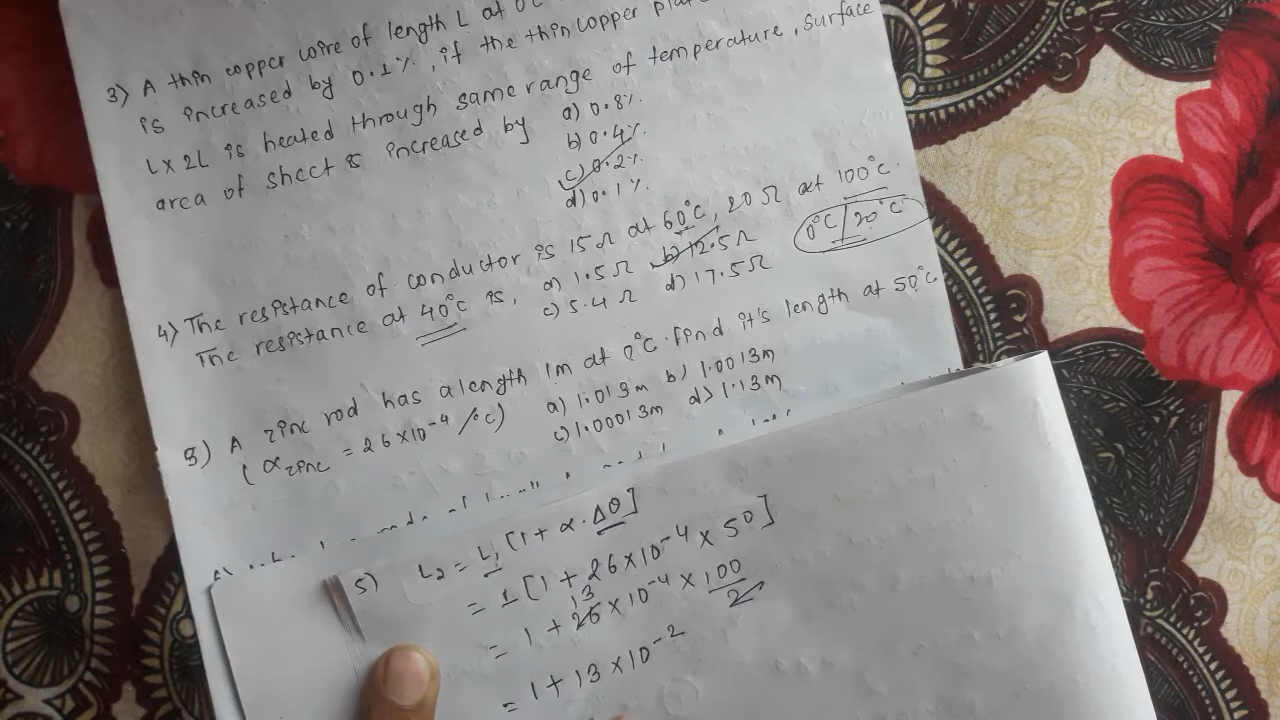 3) A thin copper wire of length L at 0°C
is increased by 0.1%, if the thin copper
L x 2L is heated through same range of temperature, surface
area of sheet is increased by a) 0.8%.
b) 0.4%.
c) 0.2%.
d) 0.1%.
4) The resistance of conductor is 15 Ω at 60°C, 20 Ω at 100°C.
The resistance at 40°C is, a) 1.5 Ω b) 12.5 Ω 0°C / 20°C
c) 5.4 Ω d) 17.5 Ω
5) A zinc rod has a length 1m at 0°C. find it's length at 50°C
( α zinc = 26 x 10⁻⁴ /°C) a) 1.013m b) 1.0013m
c) 1.00013m d) 1.13m
5) L₂ = L₁ [1 + α. Δθ]
= 1 [1 + 26 x 10⁻⁴ x 50]
= 1 + 26 13 x 10⁻⁴ x 100/2
= 1 + 13 x 10⁻²